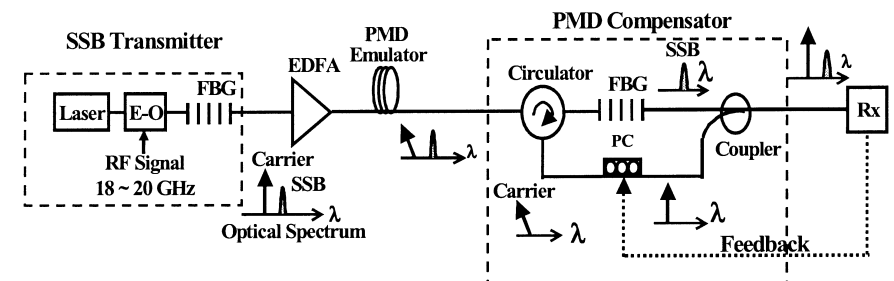 PMD Compensator
SSB Transmitter
PMD
Emulator
EDFA
SSB
λ
λ
FBG
Circulator
FBG
Laser
E-O
Rx
PC
Coupler
RF Signal
18 ~ 20 GHz
Carrier
SSB
λ
λ
Optical Spectrum
Carrier
λ
λ
Feedback